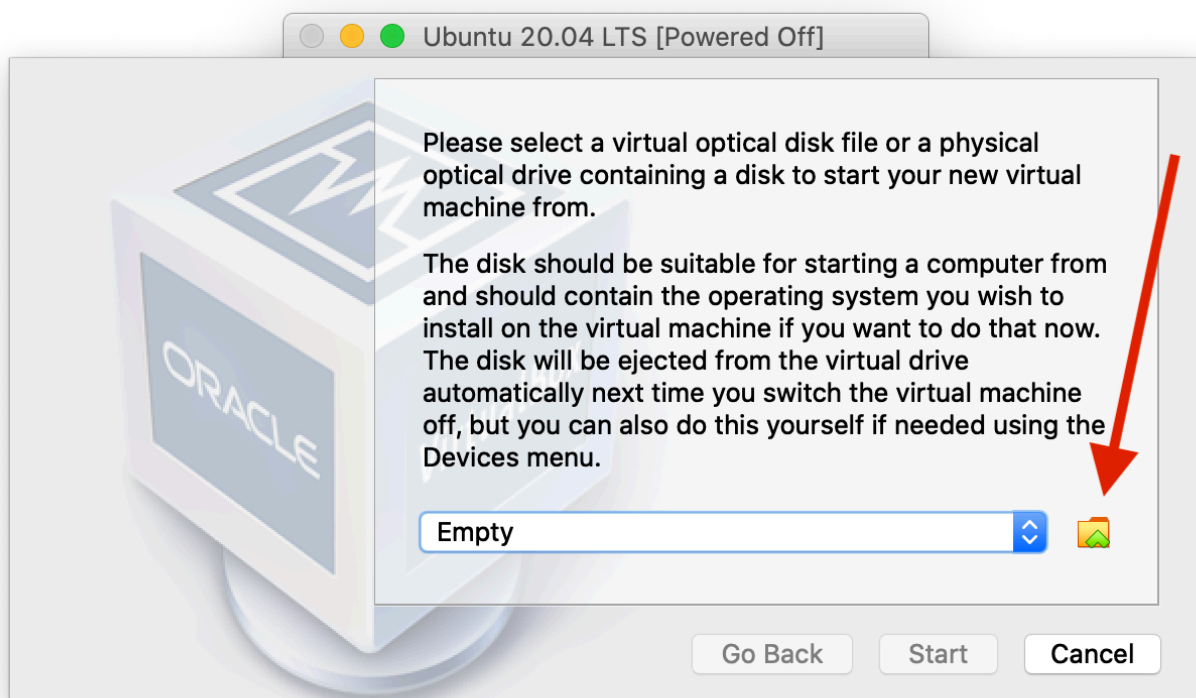 Ubuntu 20.04 LTS [Powered Off]
Please select a virtual optical disk file or a physical
optical drive containing a disk to start your new virtual
machine from.
The disk should be suitable for starting a computer from
and should contain the operating system you wish to
install on the virtual machine if you want to do that now.
The disk will be ejected from the virtual drive
automatically next time you switch the virtual machine
off, but you can also do this yourself if needed using the
Devices menu.
ORACLE
VirtualBox
Empty
Go Back
Start
Cancel